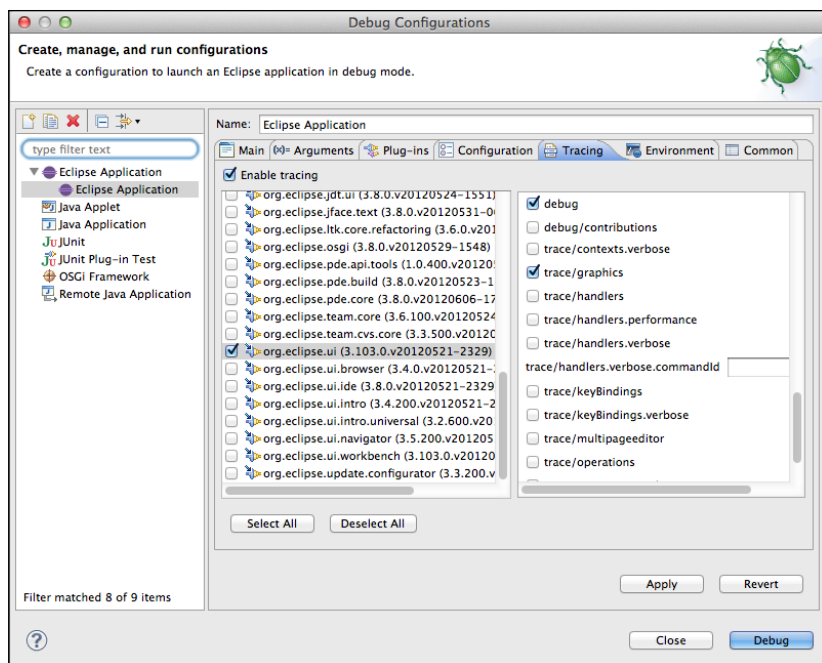 Debug Configurations
Create, manage, and run configurations
Create a configuration to launch an Eclipse application in debug mode.
type filter text
Eclipse Application
Eclipse Application
Java Applet
Java Application
JUnit
JUnit Plug-in Test
OSGi Framework
Remote Java Application
Filter matched 8 of 9 items
Name: Eclipse Application
Main (x)= Arguments Plug-ins Configuration Tracing Environment Common
Enable tracing
org.eclipse.jdt.ui (3.8.0.v20120524-1551)
org.eclipse.jface.text (3.8.0.v20120531-0
org.eclipse.ltk.core.refactoring (3.6.0.v201
org.eclipse.osgi (3.8.0.v20120529-1548)
org.eclipse.pde.api.tools (1.0.400.v20120
org.eclipse.pde.build (3.8.0.v20120523-1
org.eclipse.pde.core (3.8.0.v20120606-17
org.eclipse.team.core (3.6.100.v20120524
org.eclipse.team.cvs.core (3.3.500.v20120
org.eclipse.ui (3.103.0.v20120521-2329)
org.eclipse.ui.browser (3.4.0.v20120521-
org.eclipse.ui.ide (3.8.0.v20120521-2329
org.eclipse.ui.intro (3.4.200.v20120521-2
org.eclipse.ui.intro.universal (3.2.600.v20
org.eclipse.ui.navigator (3.5.200.v201205
org.eclipse.ui.workbench (3.103.0.v20120
org.eclipse.update.configurator (3.3.200.v
debug
debug/contributions
trace/contexts.verbose
trace/graphics
trace/handlers
trace/handlers.performance
trace/handlers.verbose
trace/handlers.verbose.commandId
trace/keyBindings
trace/keyBindings.verbose
trace/multipageeditor
trace/operations
Select All Deselect All
Apply Revert
? Close Debug